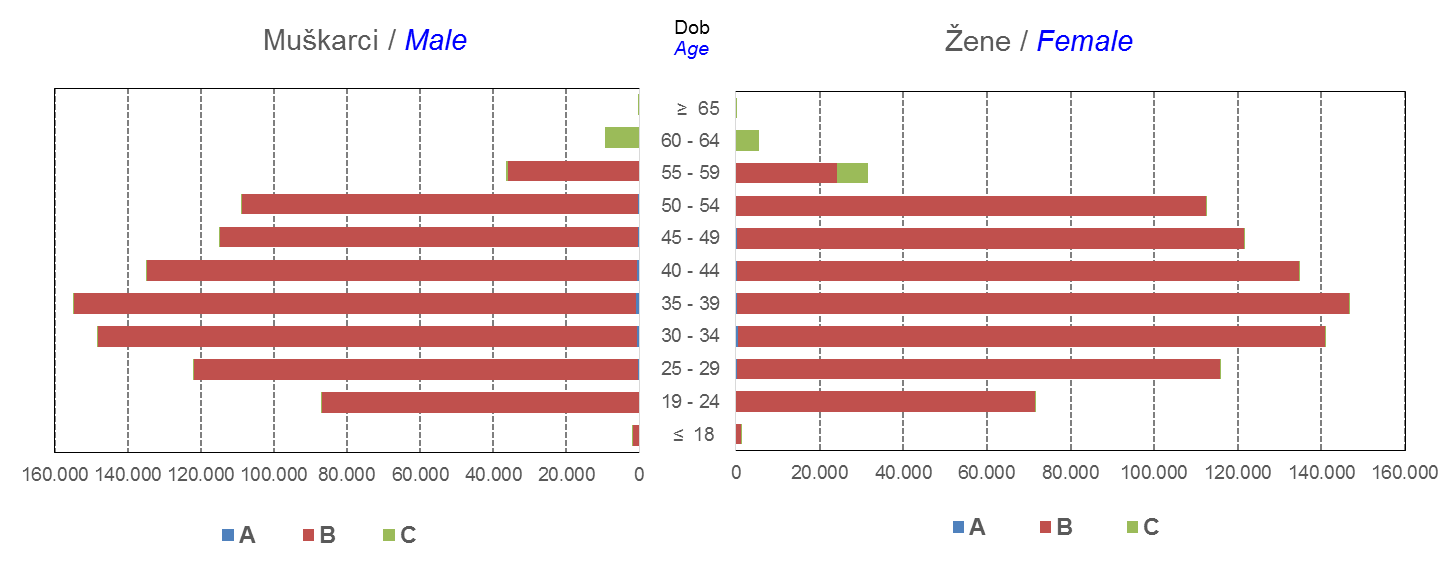 Muškarci / Male
Dob
Age
Žene / Female
≥ 65
60 - 64
55 - 59
50 - 54
45 - 49
40 - 44
35 - 39
30 - 34
25 - 29
19 - 24
≤ 18
160.000 140.000 120.000 100.000 80.000 60.000 40.000 20.000 0
0 20.000 40.000 60.000 80.000 100.000 120.000 140.000 160.000
A B C
A B C